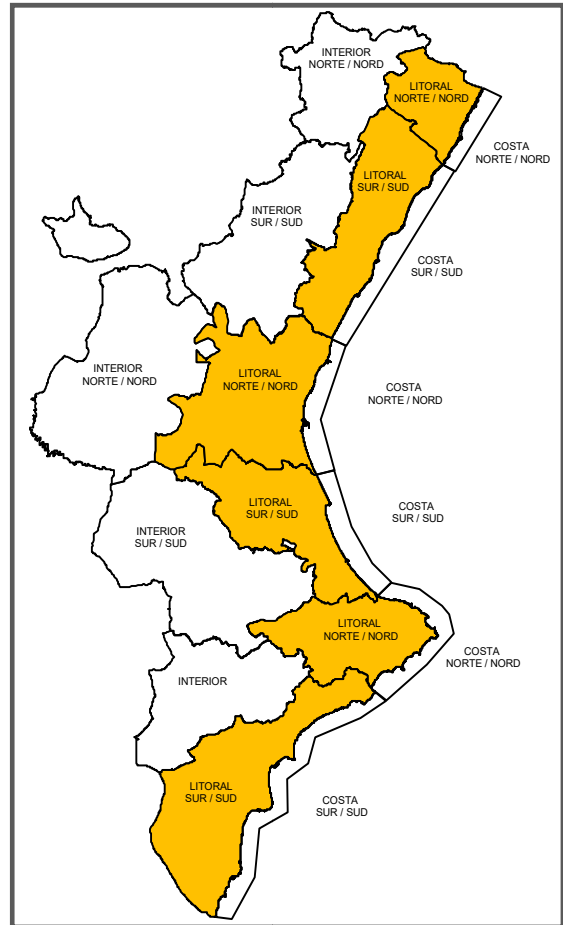 INTERIOR
NORTE / NORD
LITORAL
NORTE / NORD
COSTA
NORTE / NORD
LITORAL
SUR / SUD
INTERIOR
SUR / SUD
COSTA
SUR / SUD
INTERIOR
NORTE / NORD
LITORAL
NORTE / NORD
COSTA
NORTE / NORD
LITORAL
SUR / SUD
COSTA
SUR / SUD
INTERIOR
SUR / SUD
LITORAL
NORTE / NORD
COSTA
NORTE / NORD
INTERIOR
LITORAL
SUR / SUD
COSTA
SUR / SUD